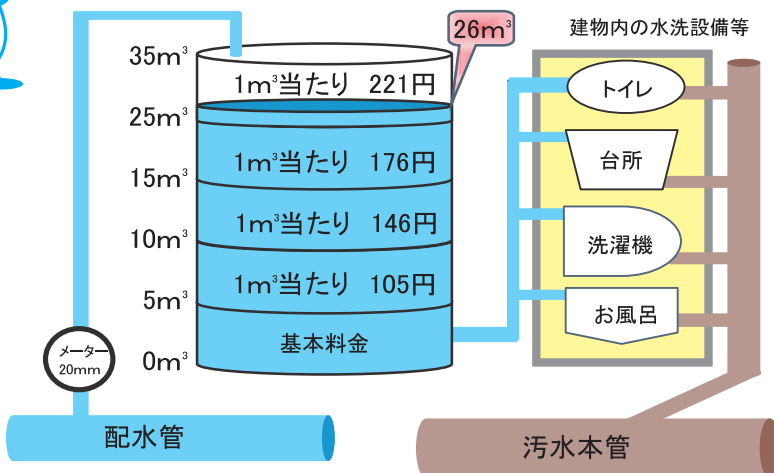 26m³
建物内の水洗設備等
35m³
1m³当たり 221円
25m³
1m³当たり 176円
15m³
1m³当たり 146円
10m³
1m³当たり 105円
5m³
基本料金
0m³
トイレ
台所
洗濯機
お風呂
メーター
20mm
配水管
汚水本管